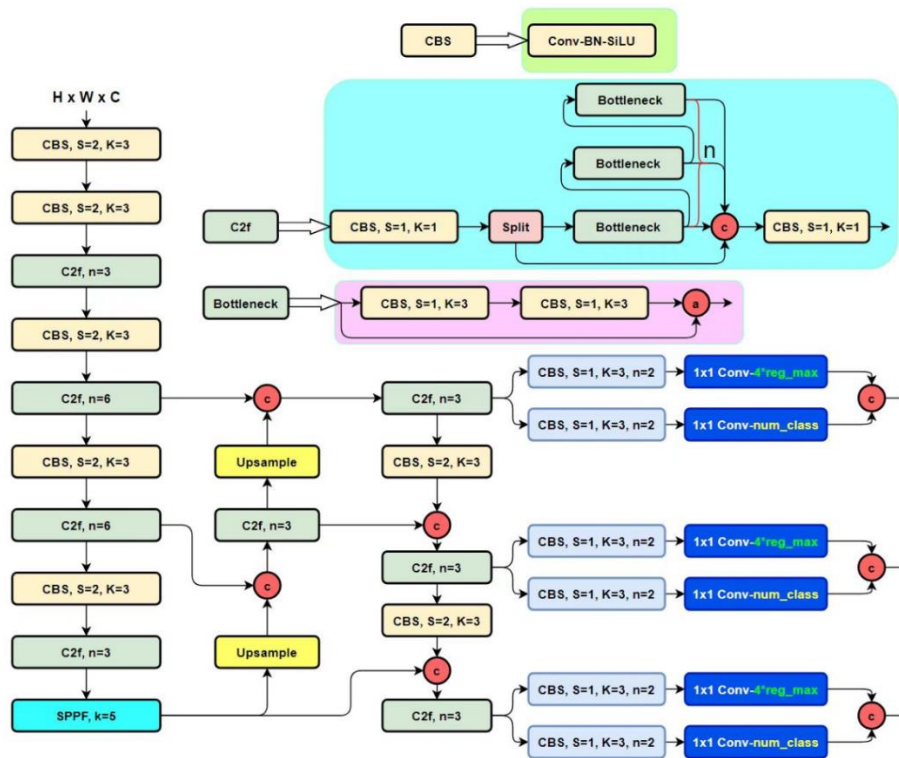 CBS
Conv-BN-SiLU
H x W x C
CBS, S=2, K=3
CBS, S=2, K=3
C2f, n=3
CBS, S=2, K=3
C2f, n=6
CBS, S=2, K=3
C2f, n=6
CBS, S=2, K=3
C2f, n=3
SPPF, k=5
C2f
CBS, S=1, K=1
Split
Bottleneck
Bottleneck
Bottleneck
n
c
CBS, S=1, K=1
Bottleneck
CBS, S=1, K=3
CBS, S=1, K=3
a
c
Upsample
C2f, n=3
c
Upsample
C2f, n=3
CBS, S=2, K=3
c
C2f, n=3
CBS, S=2, K=3
c
C2f, n=3
CBS, S=1, K=3, n=2
1x1 Conv-4*reg_max
CBS, S=1, K=3, n=2
1x1 Conv-num_class
c
CBS, S=1, K=3, n=2
1x1 Conv-4*reg_max
CBS, S=1, K=3, n=2
1x1 Conv-num_class
c
CBS, S=1, K=3, n=2
1x1 Conv-4*reg_max
CBS, S=1, K=3, n=2
1x1 Conv-num_class
c